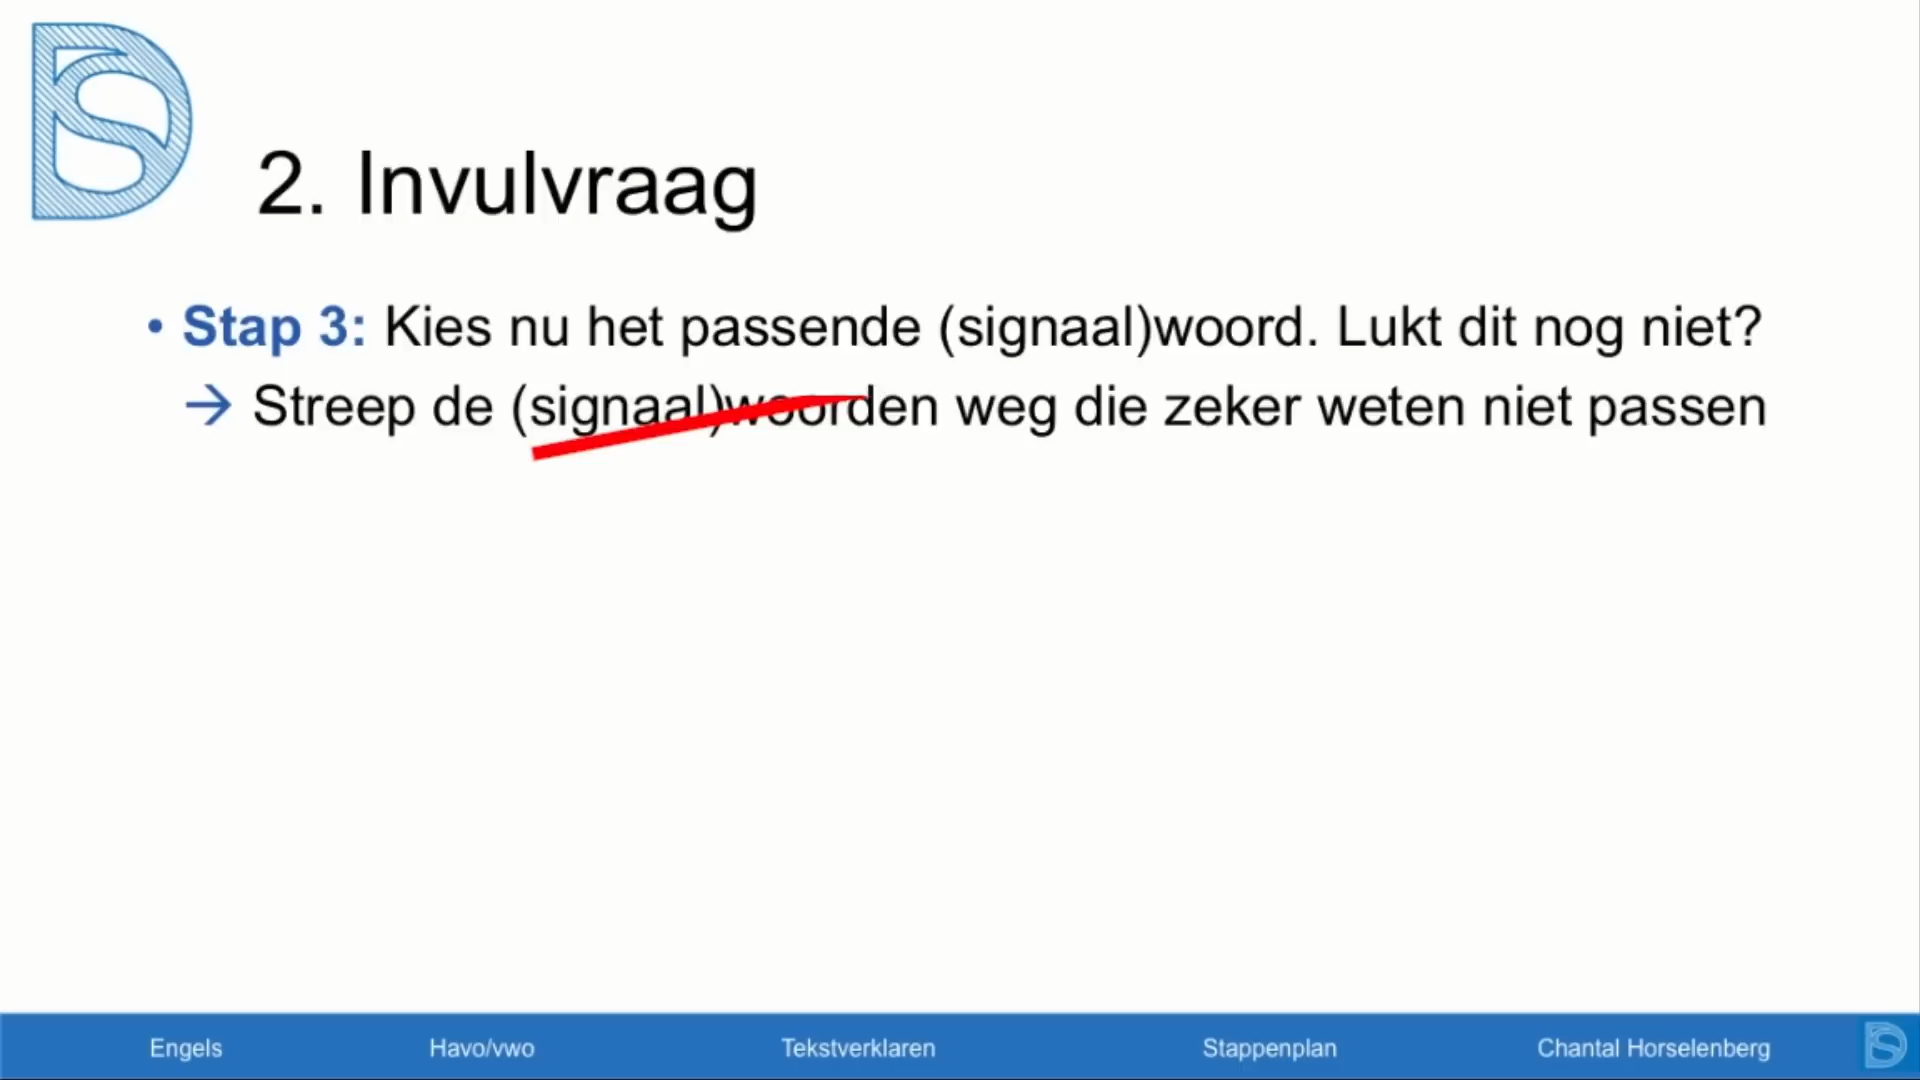 2. Invulvraag
• Stap 3: Kies nu het passende (signaal)woord. Lukt dit nog niet?
→ Streep de (signaal)woorden weg die zeker weten niet passen
Engels
Havo/vwo
Tekstverklaren
Stappenplan
Chantal Horselenberg